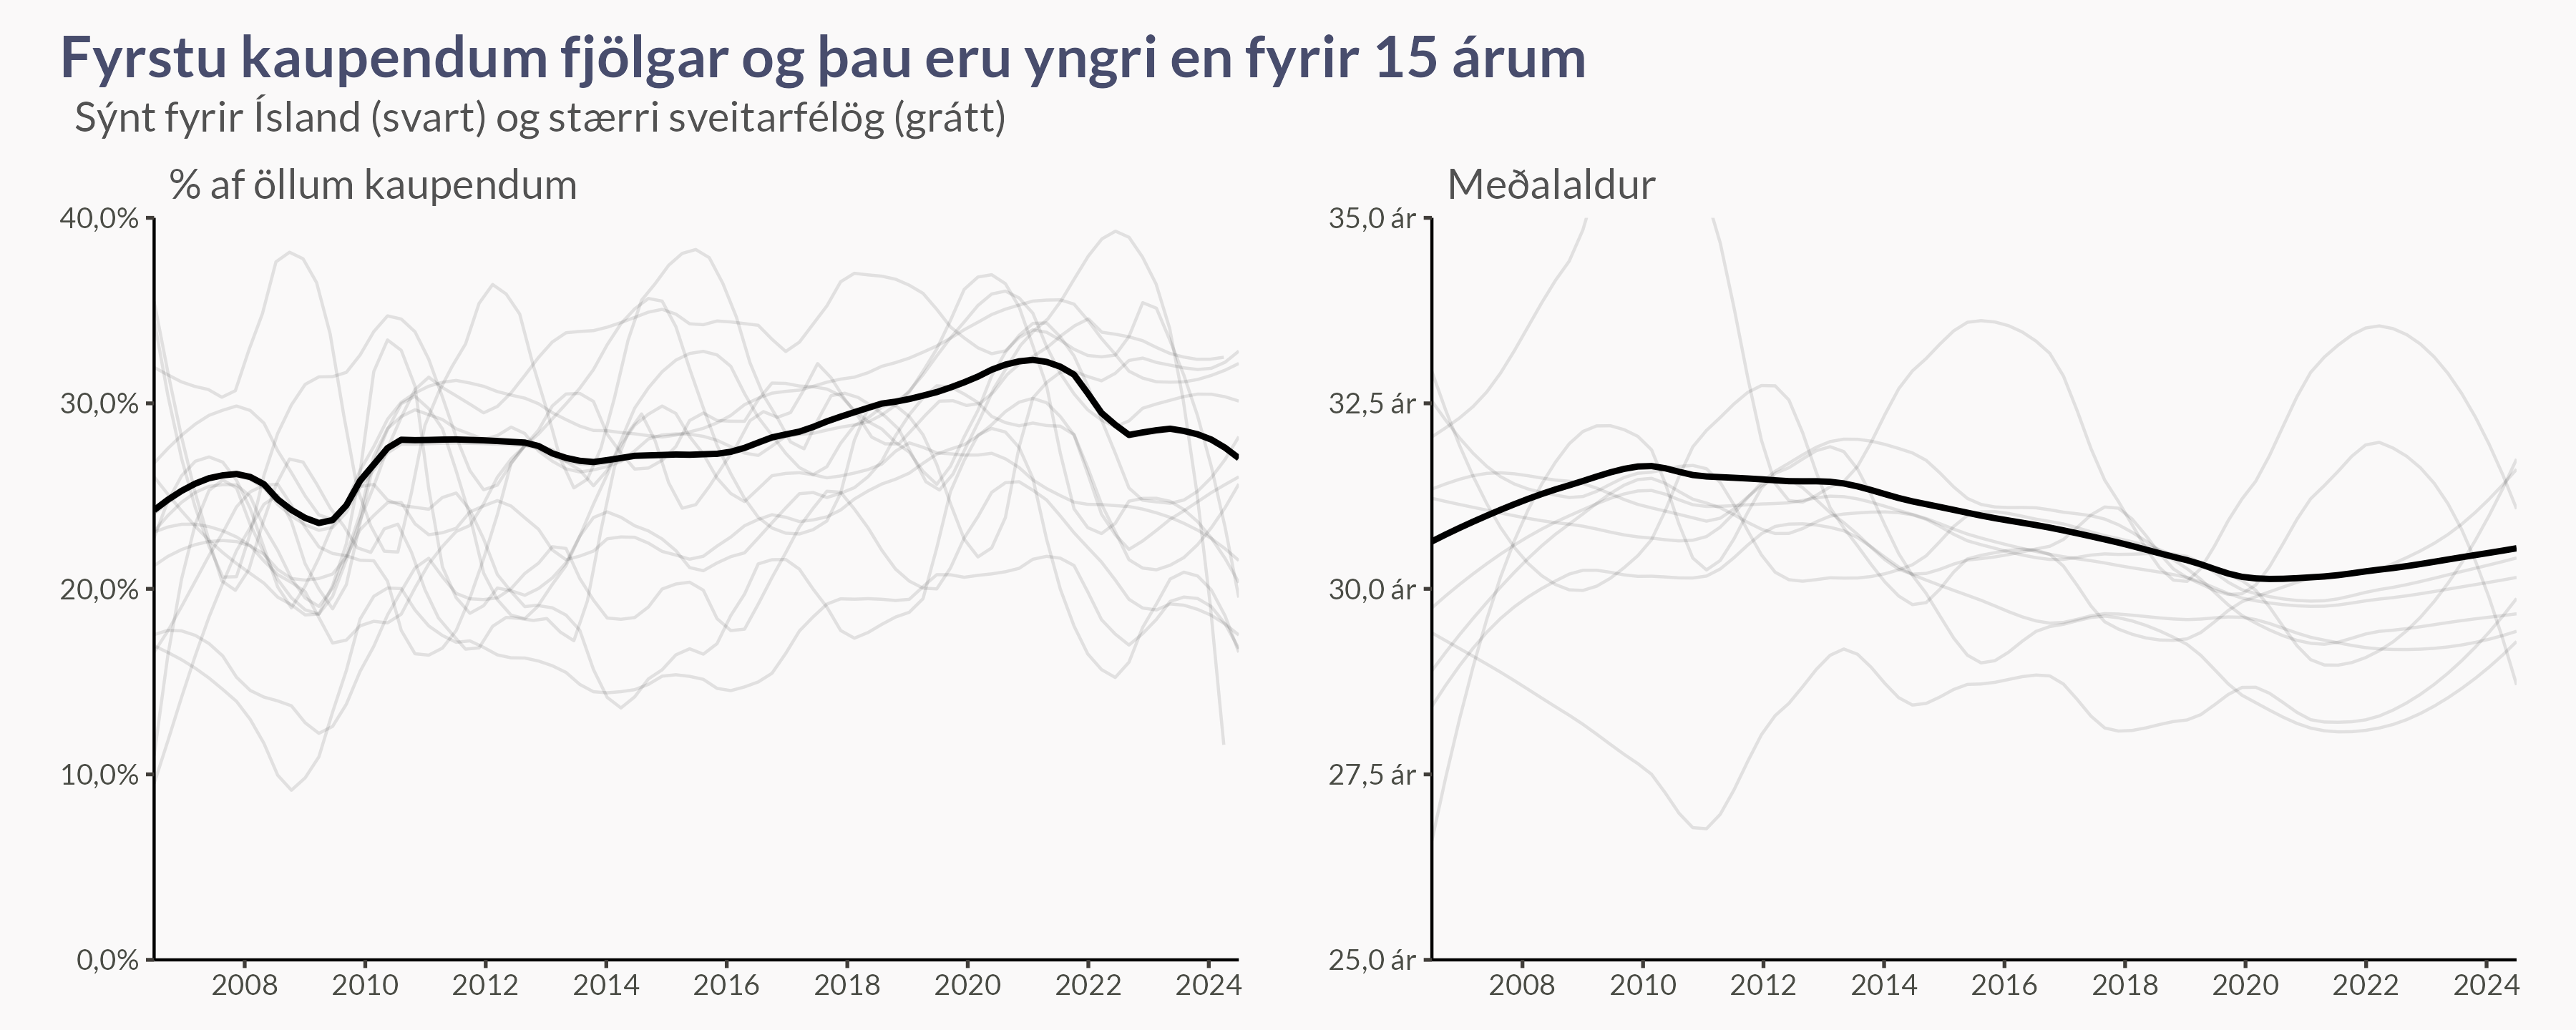 Fyrstu kaupendum fjölgar og þau eru yngri en fyrir 15 árum
Sýnt fyrir Ísland (svart) og stærri sveitarfélög (grátt)
% af öllum kaupendum
40,0%
30,0%
20,0%
10,0%
0,0%
2008 2010 2012 2014 2016 2018 2020 2022 2024
Meðalaldur
35,0 ár
32,5 ár
30,0 ár
27,5 ár
25,0 ár
2008 2010 2012 2014 2016 2018 2020 2022 2024